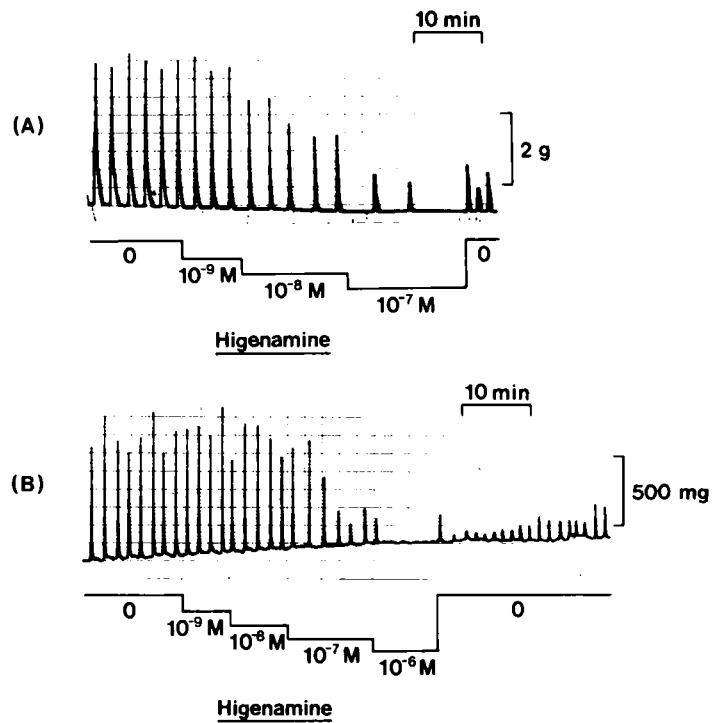 10 min
(A)
2 g
0
10⁻⁹ M
10⁻⁸ M
10⁻⁷ M
0
Higenamine
10 min
(B)
500 mg
0
10⁻⁹ M
10⁻⁸ M
10⁻⁷ M
10⁻⁶ M
0
Higenamine